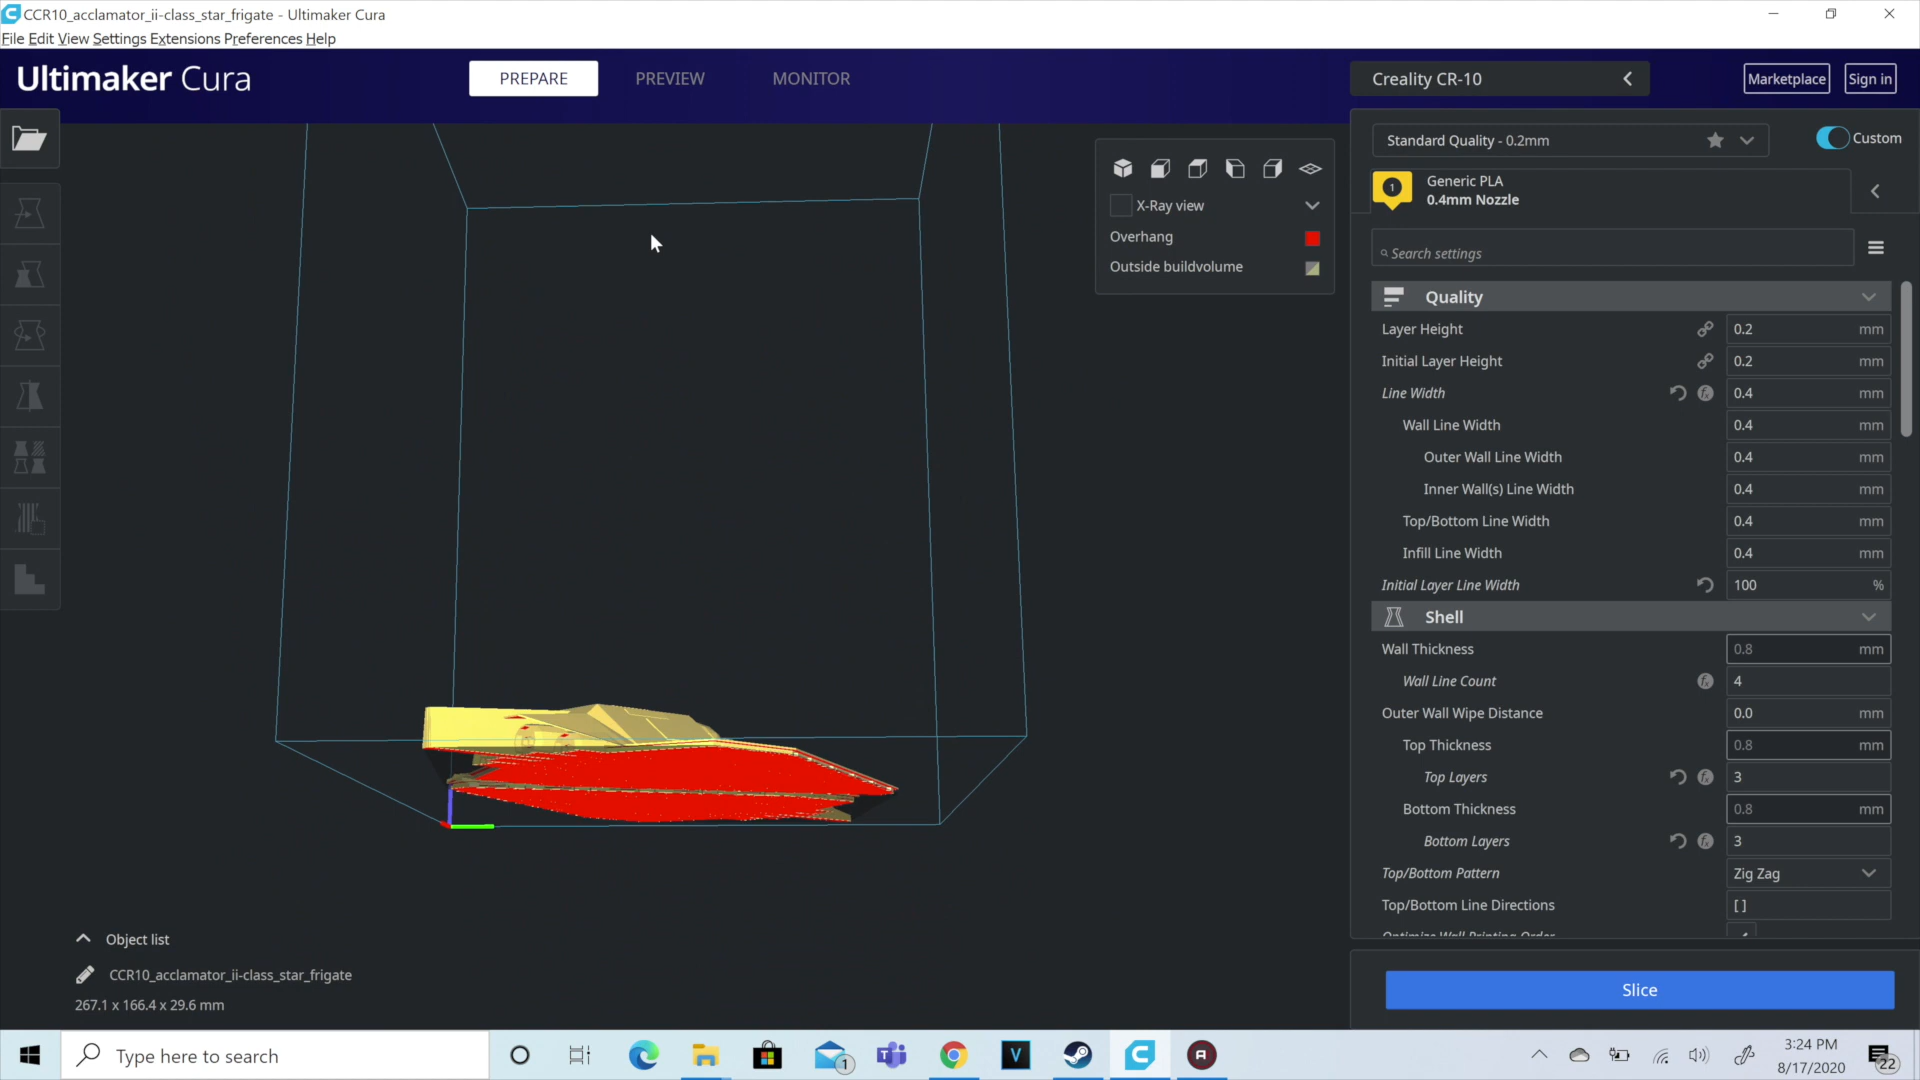 CCR10_acclamator_ii-class_star_frigate - Ultimaker Cura
File Edit View Settings Extensions Preferences Help
Ultimaker Cura
PREPARE
PREVIEW
MONITOR
Creality CR-10
Marketplace
Sign in
Standard Quality - 0.2mm
Custom
1
Generic PLA
0.4mm Nozzle
X-Ray view
Overhang
Outside buildvolume
Search settings
Quality
Layer Height 0.2 mm
Initial Layer Height 0.2 mm
Line Width 0.4 mm
Wall Line Width 0.4 mm
Outer Wall Line Width 0.4 mm
Inner Wall(s) Line Width 0.4 mm
Top/Bottom Line Width 0.4 mm
Infill Line Width 0.4 mm
Initial Layer Line Width 100 %
Shell
Wall Thickness 0.8 mm
Wall Line Count 4
Outer Wall Wipe Distance 0.0 mm
Top Thickness 0.8 mm
Top Layers 3
Bottom Thickness 0.8 mm
Bottom Layers 3
Top/Bottom Pattern Zig Zag
Top/Bottom Line Directions [ ]
Optimize Wall Printing Order
Object list
CCR10_acclamator_ii-class_star_frigate
267.1 x 166.4 x 29.6 mm
Slice
Type here to search
1
V
3:24 PM
8/17/2020
22